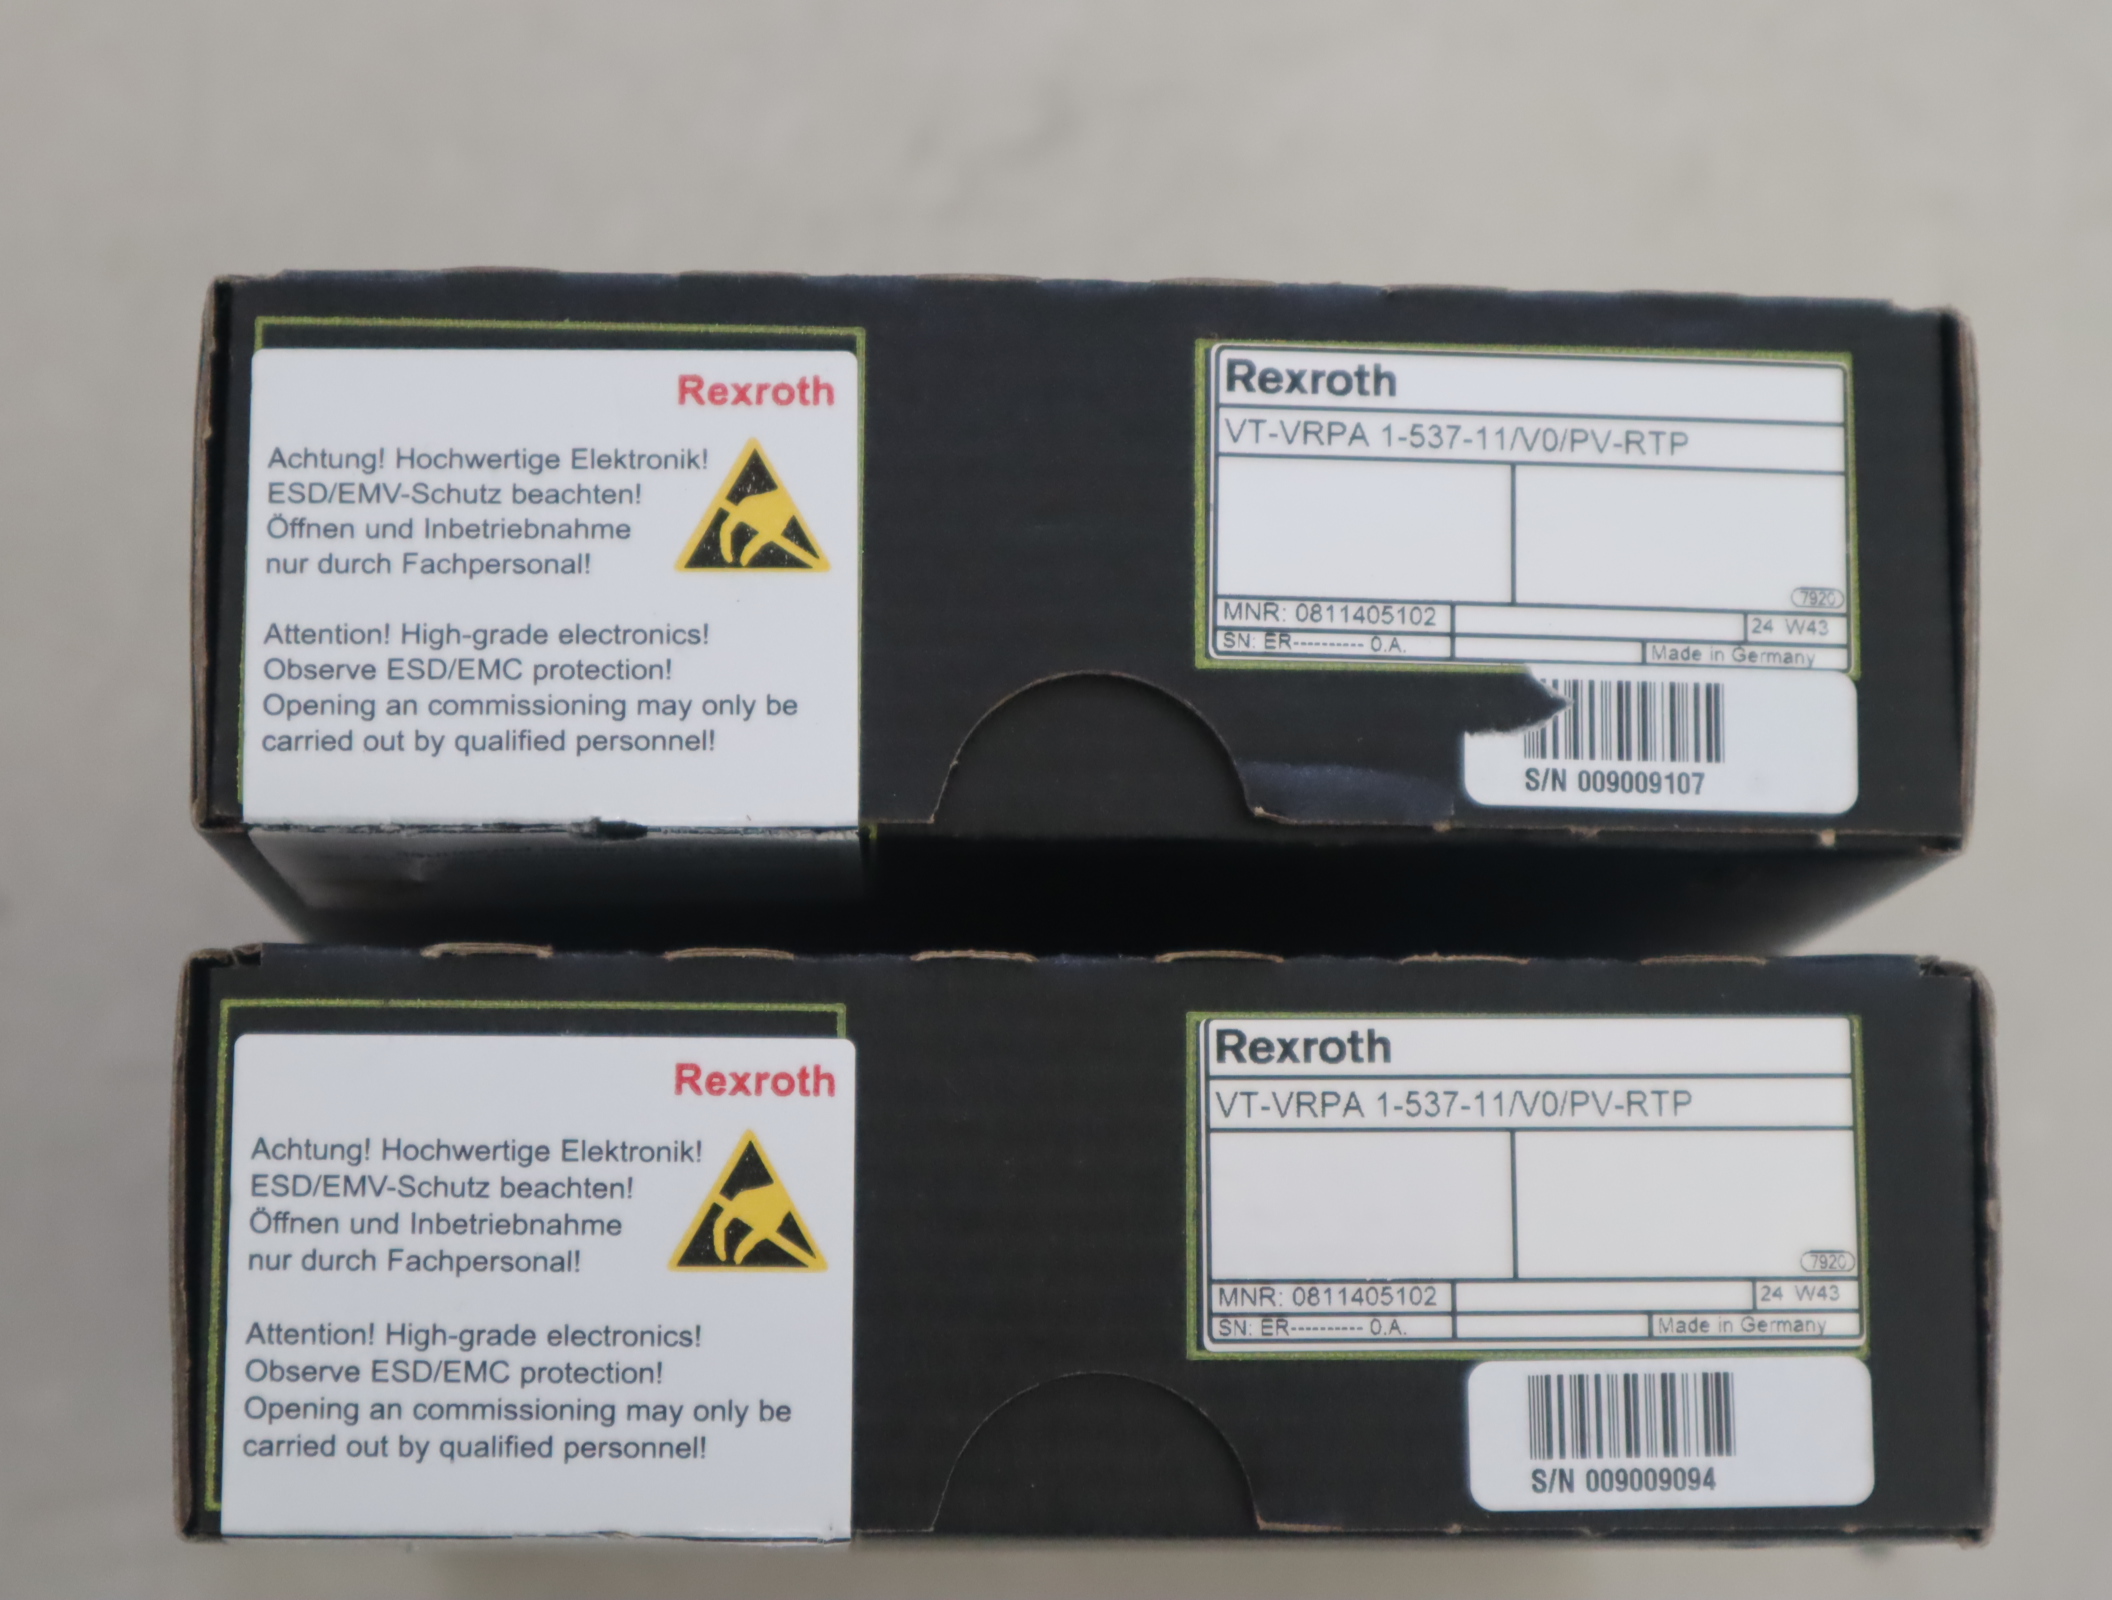 Rexroth
Achtung! Hochwertige Elektronik!
ESD/EMV-Schutz beachten!
Öffnen und Inbetriebnahme
nur durch Fachpersonal!
Attention! High-grade electronics!
Observe ESD/EMC protection!
Opening an commissioning may only be
carried out by qualified personnel!
Rexroth
VT-VRPA 1-537-11/V0/PV-RTP
7920
MNR: 0811405102
24 W43
SN: ER---------- 0.A.
Made in Germany
S/N 009009107
Rexroth
Achtung! Hochwertige Elektronik!
ESD/EMV-Schutz beachten!
Öffnen und Inbetriebnahme
nur durch Fachpersonal!
Attention! High-grade electronics!
Observe ESD/EMC protection!
Opening an commissioning may only be
carried out by qualified personnel!
Rexroth
VT-VRPA 1-537-11/V0/PV-RTP
7920
MNR: 0811405102
24 W43
SN: ER---------- 0.A.
Made in Germany
S/N 009009094